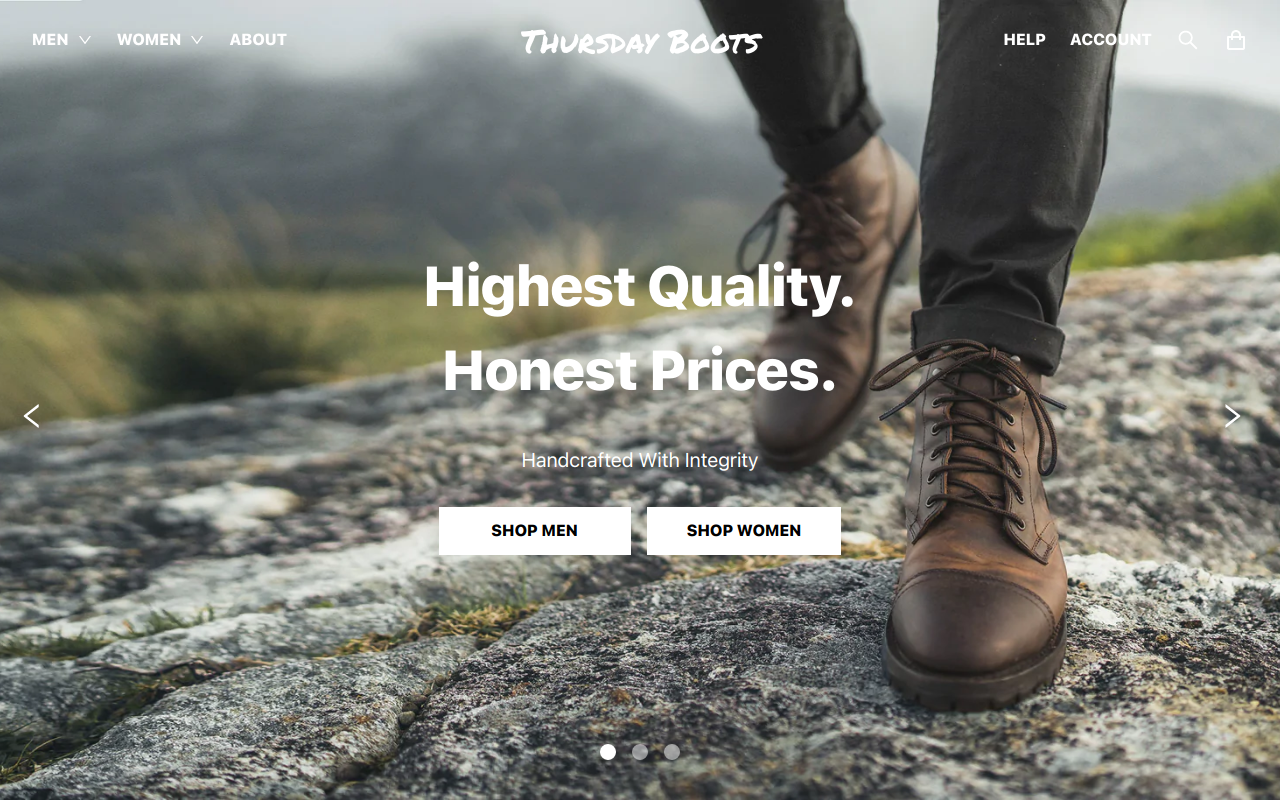 MEN
WOMEN
ABOUT
Thursday Boots
HELP
ACCOUNT
Highest Quality.
Honest Prices.
Handcrafted With Integrity
SHOP MEN
SHOP WOMEN